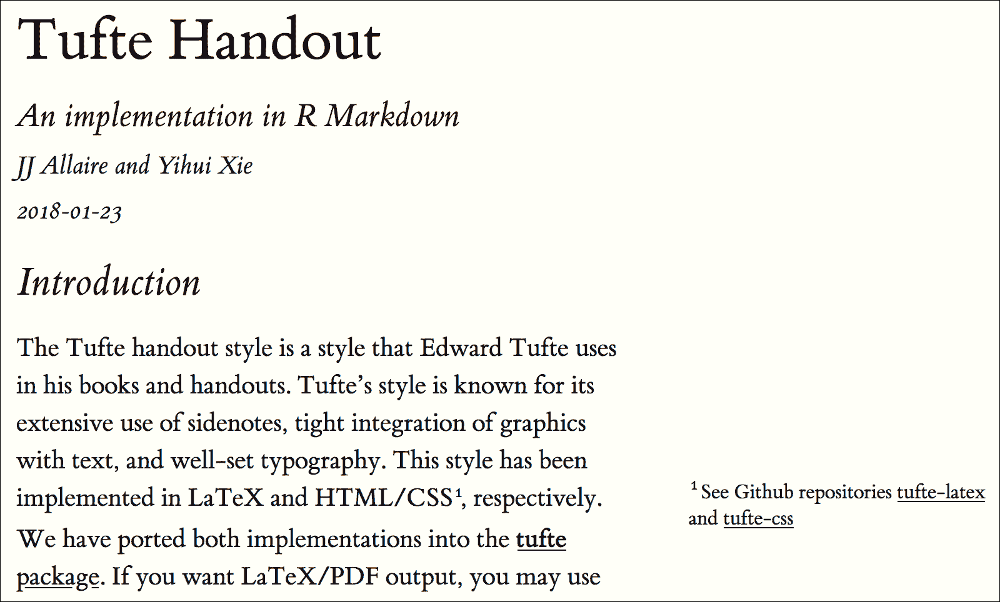 Tufte Handout
An implementation in R Markdown
JJ Allaire and Yihui Xie
2018-01-23
Introduction
The Tufte handout style is a style that Edward Tufte uses
in his books and handouts. Tufte’s style is known for its
extensive use of sidenotes, tight integration of graphics
with text, and well-set typography. This style has been
implemented in LaTeX and HTML/CSS¹, respectively.
We have ported both implementations into the tufte
package. If you want LaTeX/PDF output, you may use
¹ See Github repositories tufte-latex
and tufte-css